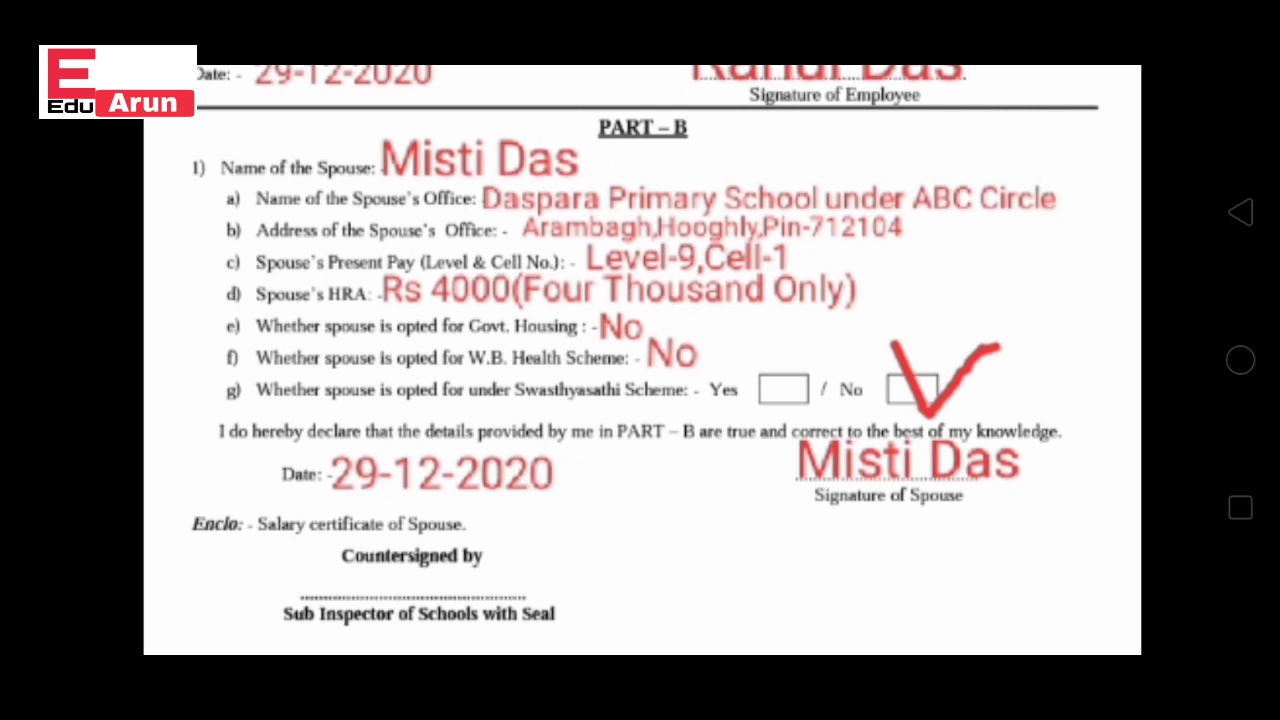 E
Edu Arun
Date: - 29-12-2020
Rahul Das
Signature of Employee
PART – B
1) Name of the Spouse: Misti Das
a) Name of the Spouse's Office: Daspara Primary School under ABC Circle
b) Address of the Spouse's Office: - Arambagh,Hooghly,Pin-712104
c) Spouse's Present Pay (Level & Cell No.): - Level-9,Cell-1
d) Spouse's HRA: -Rs 4000(Four Thousand Only)
e) Whether spouse is opted for Govt. Housing : -No
f) Whether spouse is opted for W.B. Health Scheme: - No
g) Whether spouse is opted for under Swasthyasathi Scheme: - Yes / No
I do hereby declare that the details provided by me in PART – B are true and correct to the best of my knowledge.
Date: -29-12-2020
Misti Das
Signature of Spouse
Enclo: - Salary certificate of Spouse.
Countersigned by
Sub Inspector of Schools with Seal